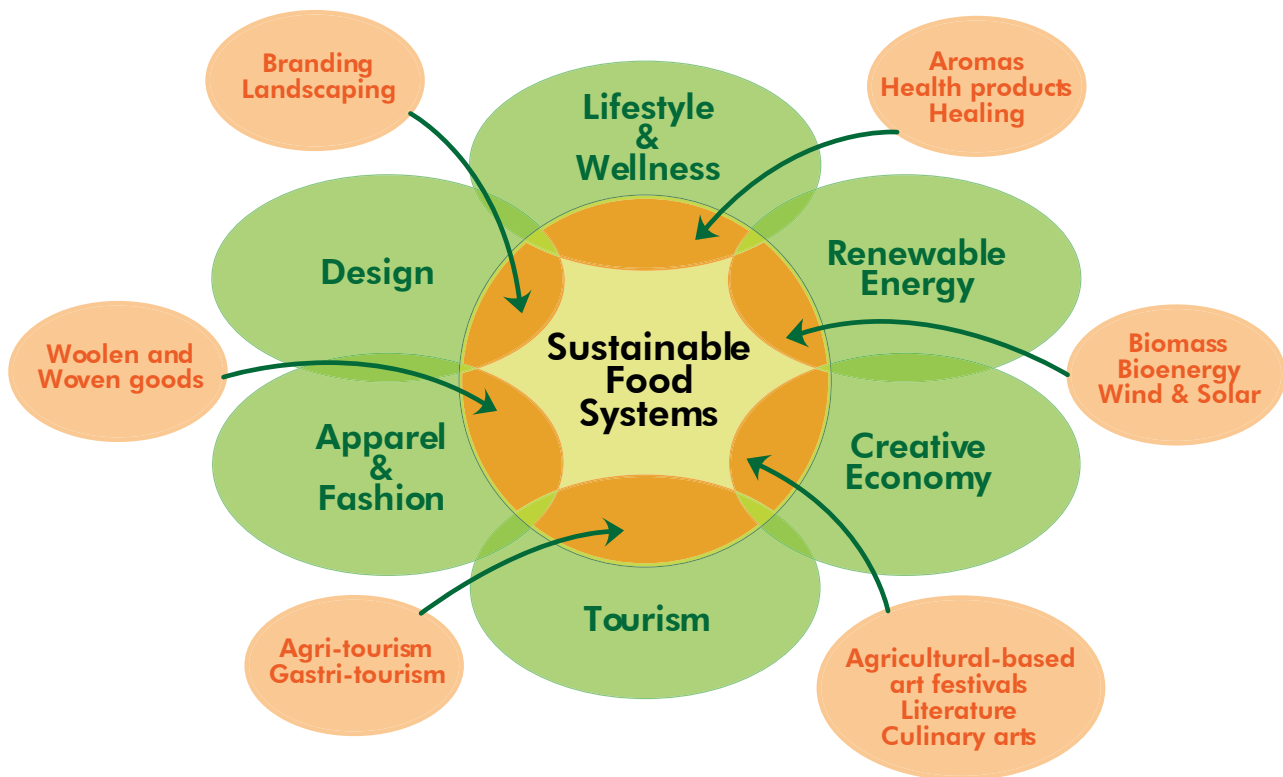 Branding
Landscaping
Lifestyle
&
Wellness
Aromas
Health products
Healing
Design
Renewable
Energy
Woolen and
Woven goods
Sustainable
Food
Systems
Biomass
Bioenergy
Wind & Solar
Apparel
&
Fashion
Creative
Economy
Tourism
Agri-tourism
Gastri-tourism
Agricultural-based
art festivals
Literature
Culinary arts